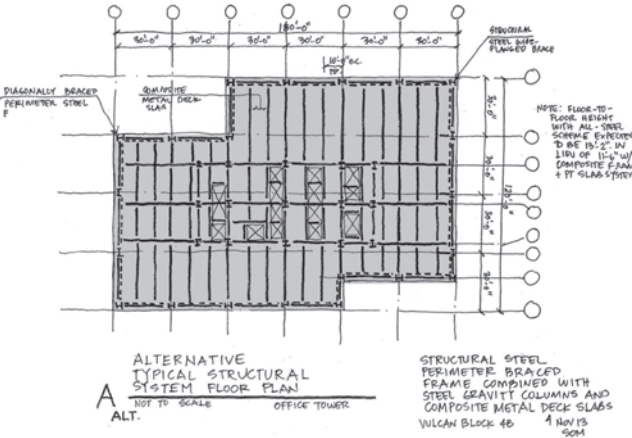 180'-0"
30'-0" 30'-0" 30'-0" 30'-0" 30'-0" 30'-0"
STRUCTURAL
STEEL WIDE-
FLANGED BRACE
10'-0" O.C.
TYP.
DIAGONALLY BRACED
PERIMETER STEEL
F
COMPOSITE
METAL DECK
SLAB
NOTE: FLOOR-TO-
FLOOR HEIGHT
WITH ALL-STEEL
SCHEME EXPECTED
TO BE 13'-2" IN
LIEU OF 11'-6" W/
COMPOSITE FRAM
+ PT SLAB SYSTEM
30'-0"
30'-0"
120'-0"
30'-0"
30'-0"
ALTERNATIVE
TYPICAL STRUCTURAL
SYSTEM FLOOR PLAN
A
ALT.
NOT TO SCALE OFFICE TOWER
STRUCTURAL STEEL
PERIMETER BRACED
FRAME COMBINED WITH
STEEL GRAVITY COLUMNS AND
COMPOSITE METAL DECK SLABS
VULCAN BLOCK 48 4 NOV 13
SOM